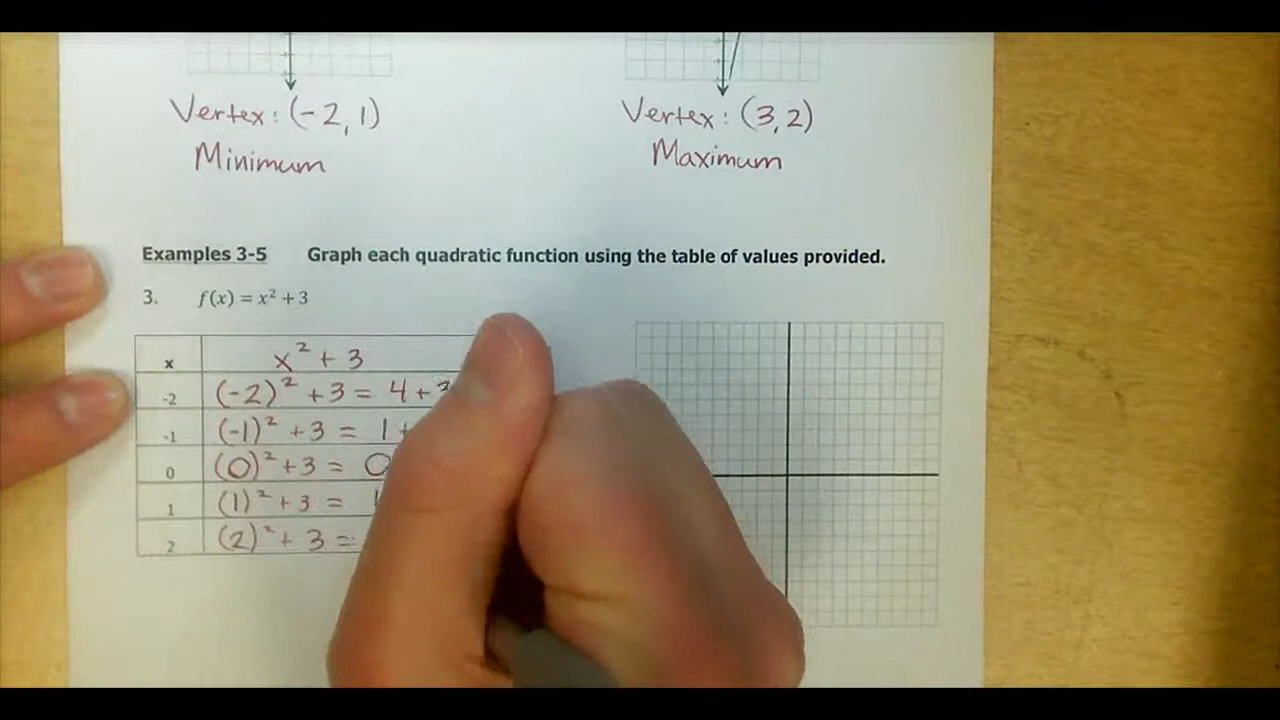 Vertex: (-2, 1)
Minimum
Vertex: (3, 2)
Maximum
Examples 3-5 Graph each quadratic function using the table of values provided.
3. f(x) = x² + 3
x x² + 3
-2 (-2)² + 3 = 4 +
-1 (-1)² + 3 = 1 +
0 (0)² + 3 = 0
1 (1)² + 3 =
2 (2)² + 3 =